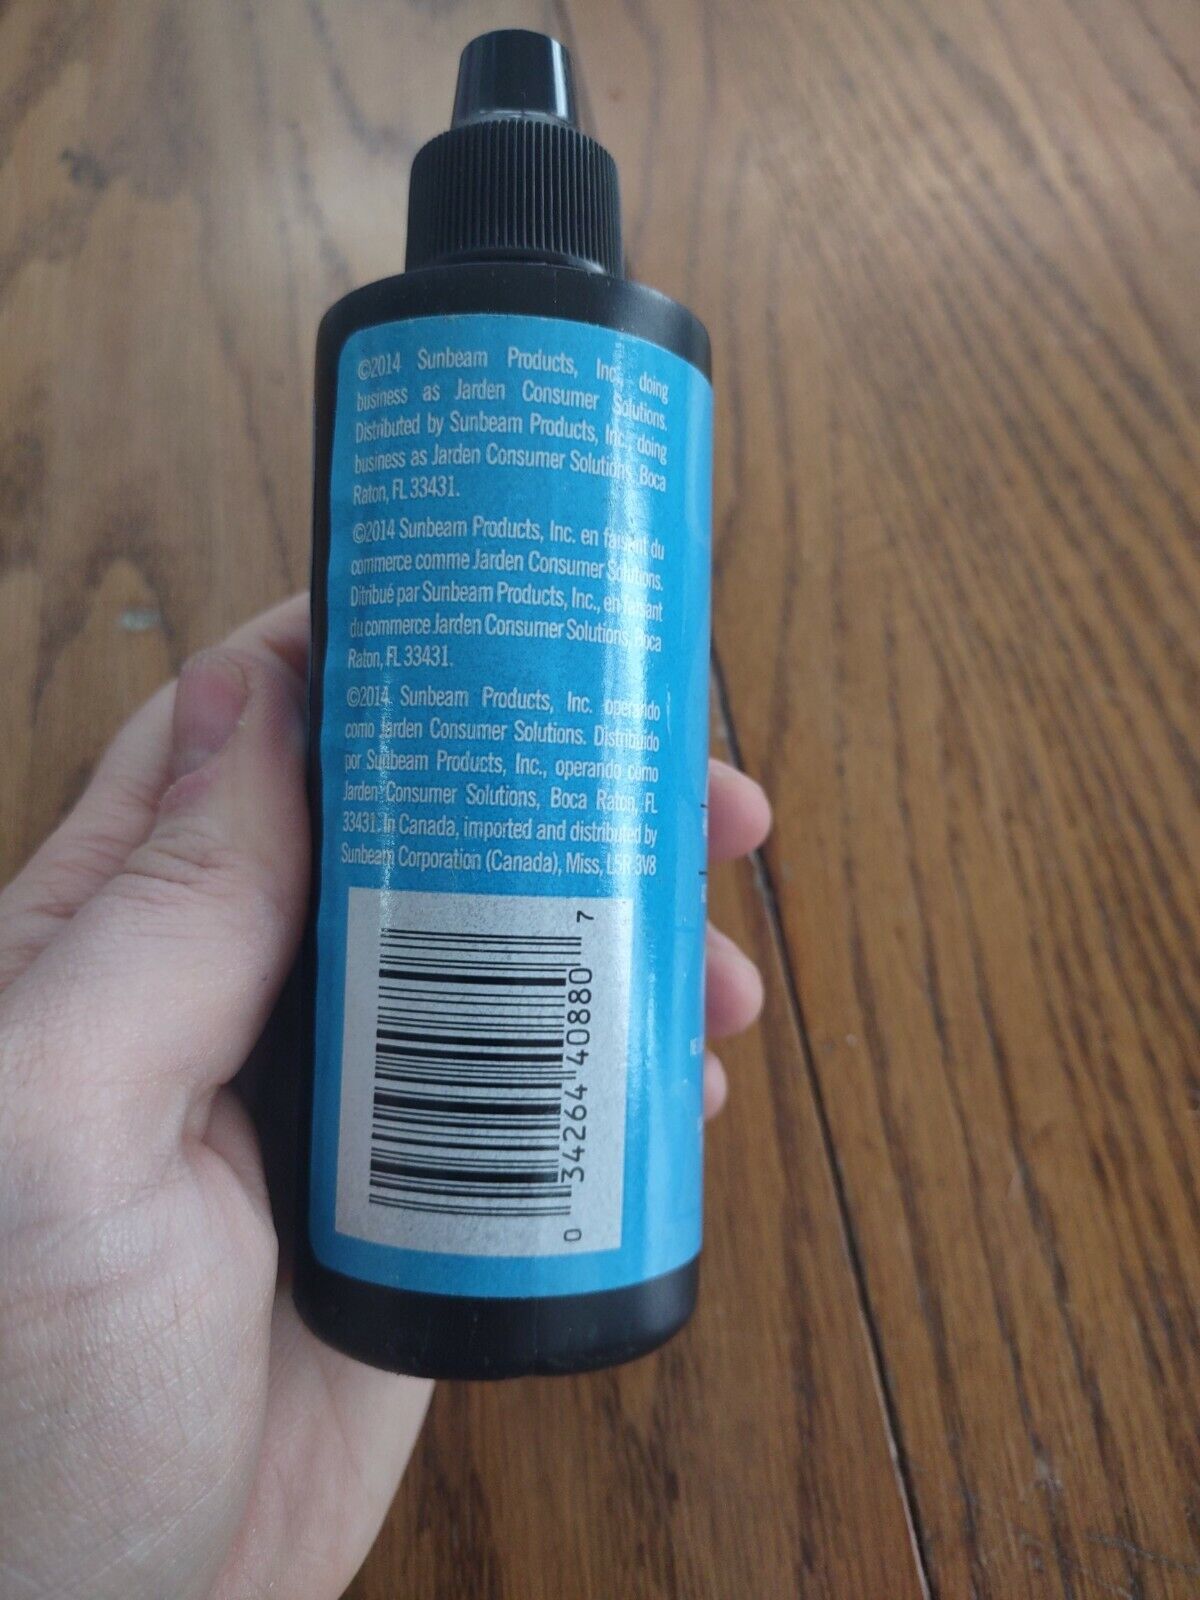 ©2014 Sunbeam Products, Inc. doing
business as Jarden Consumer Solutions.
Distributed by Sunbeam Products, Inc., doing
business as Jarden Consumer Solutions, Boca
Raton, FL 33431.
©2014 Sunbeam Products, Inc. en faisant du
commerce comme Jarden Consumer Solutions.
Ditribué par Sunbeam Products, Inc., en faisant
du commerce Jarden Consumer Solutions, Boca
Raton, FL 33431.
©2014 Sunbeam Products, Inc. operando
como Jarden Consumer Solutions. Distribuido
por Sunbeam Products, Inc., operando como
Jarden Consumer Solutions, Boca Raton, FL
33431. In Canada, imported and distributed by
Sunbeam Corporation (Canada), Miss, L5R 3V8
0 34264 40880 7